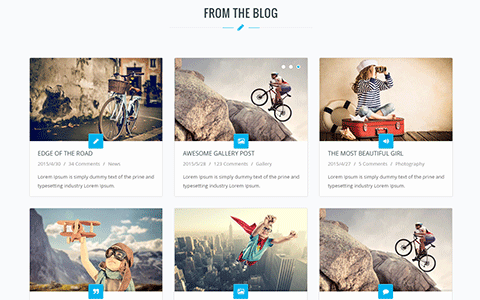 FROM THE BLOG
EDGE OF THE ROAD
2015/4/30 / 34 Comments / News
Lorem ipsum is simply dummy text of the prine and
typesetting industry Lorem Ipsum.
AWESOME GALLERY POST
2015/5/28 / 123 Comments / Gallery
Lorem ipsum is simply dummy text of the prine and
typesetting industry Lorem ipsum.
THE MOST BEAUTIFUL GIRL
2015/4/27 / 5 Comments / Photography
Lorem ipsum is simply dummy text of the prine and
typesetting industry Lorem ipsum.